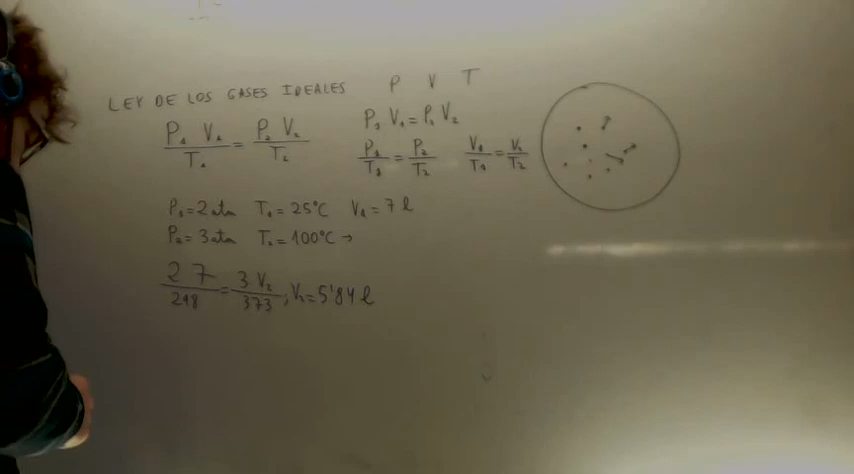 LEY DE LOS GASES IDEALES P V T
P₁ V₁ / T₁ = P₂ V₂ / T₂
P₁ V₁ = P₂ V₂
P₁ / T₁ = P₂ / T₂ V₁ / T₁ = V₂ / T₂
P₁ = 2 atm T₁ = 25°C V₁ = 7 l
P₂ = 3 atm T₂ = 100°C →
2 7 / 298 = 3 V₂ / 373 ; V₂ = 5'84 l